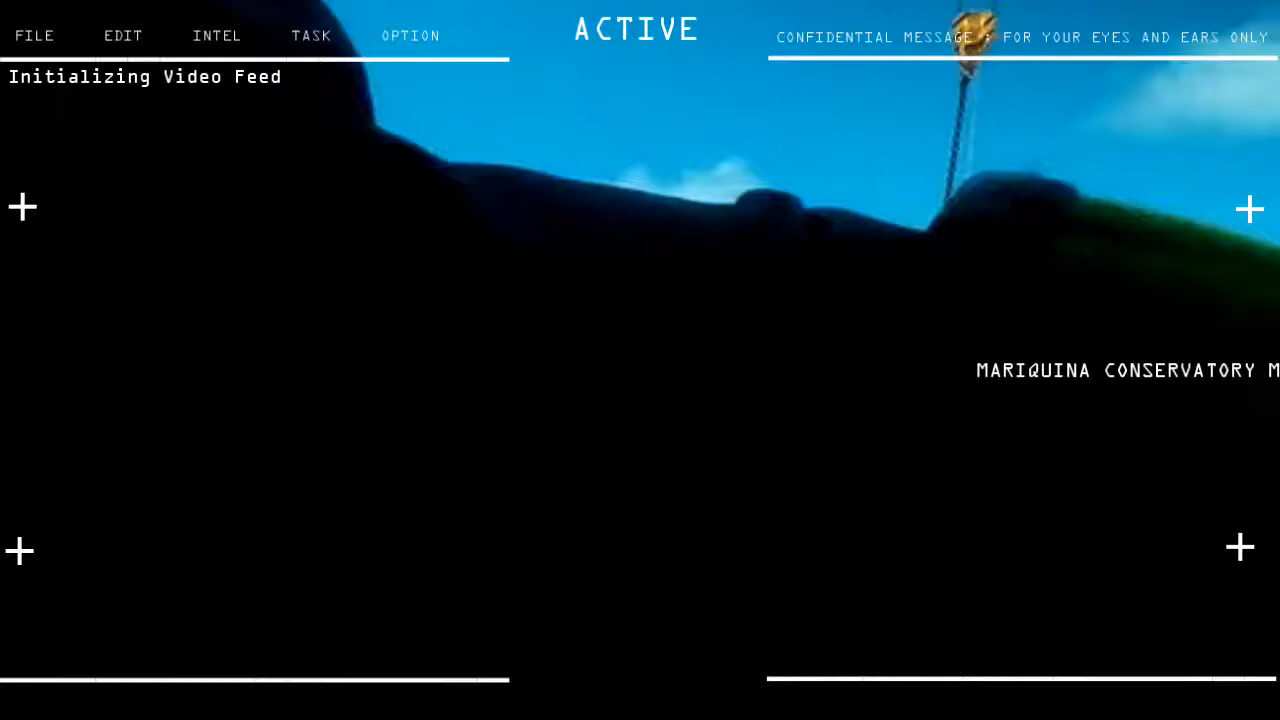 FILE EDIT INTEL TASK OPTION
ACTIVE
CONFIDENTIAL MESSAGE : FOR YOUR EYES AND EARS ONLY
Initializing Video Feed
MARIQUINA CONSERVATORY M